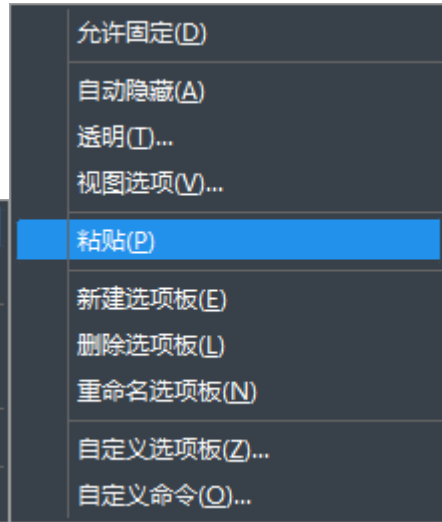 允许固定(D)
自动隐藏(A)
透明(T)...
视图选项(V)...
粘贴(P)
新建选项板(E)
删除选项板(L)
重命名选项板(N)
自定义选项板(Z)...
自定义命令(O)...